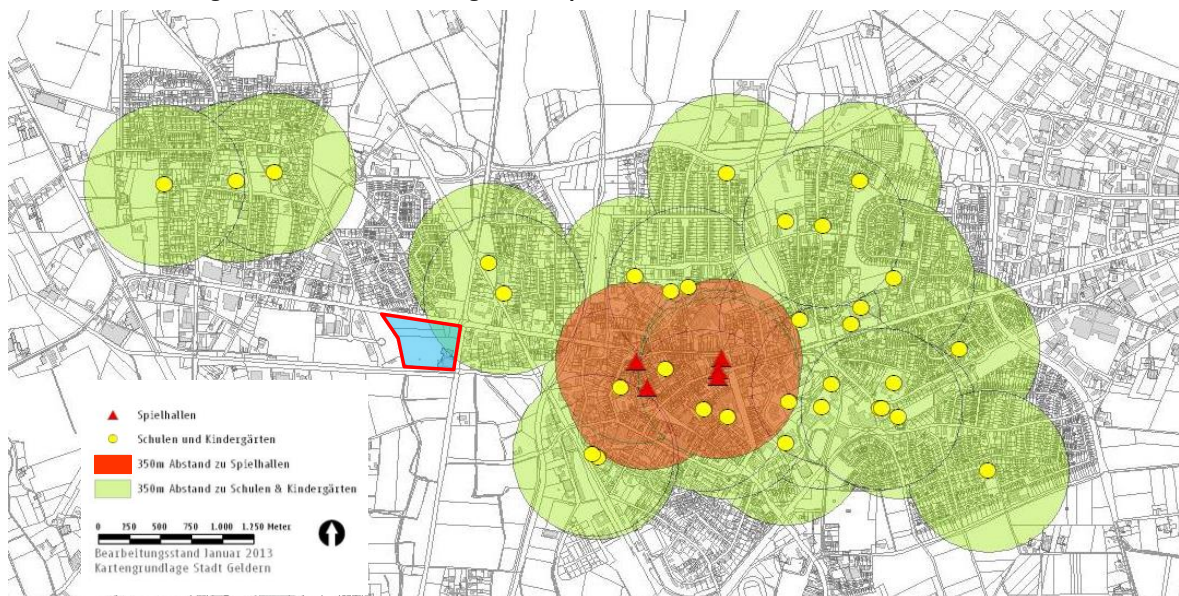 Spielhallen
Schulen und Kindergärten
350m Abstand zu Spielhallen
350m Abstand zu Schulen & Kindergärten
0 250 500 750 1.000 1.250 Meter
Bearbeitungsstand Januar 2013
Kartengrundlage Stadt Geldern